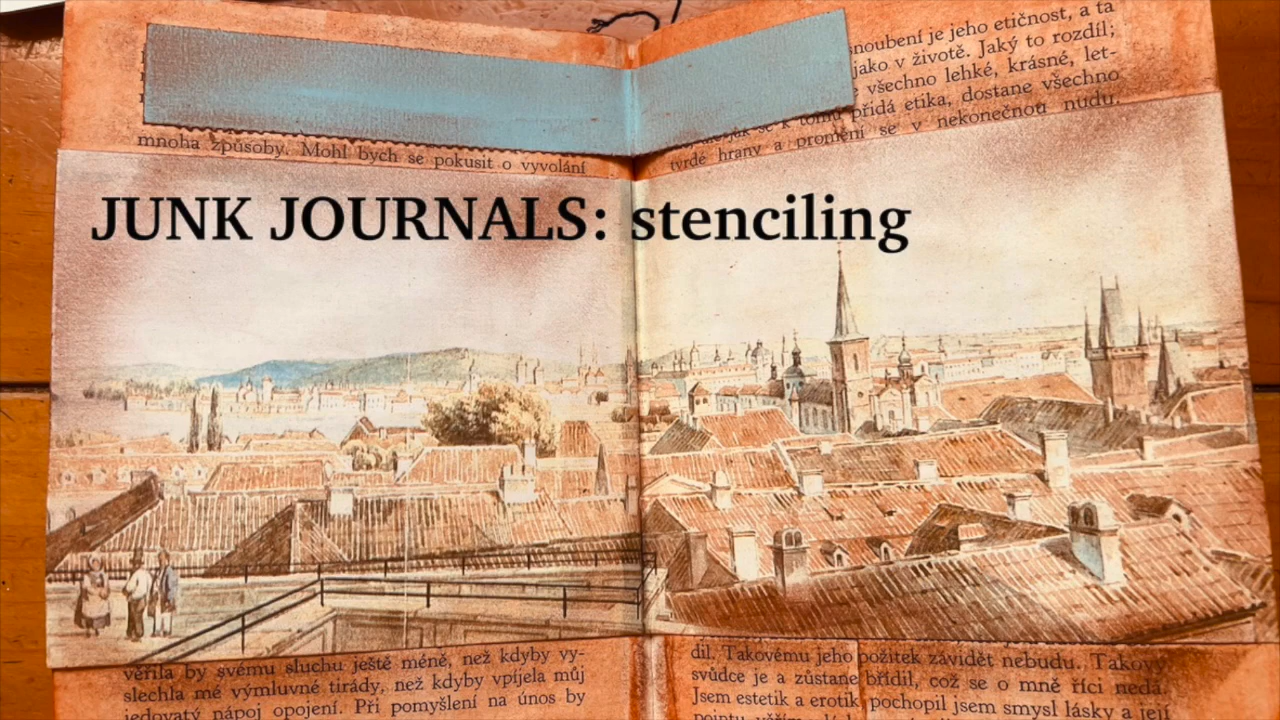 snoubení je jeho etičnost, a ta
jako v životě. Jaký to rozdíl;
všechno lehké, krásné, let-
přidá etika, dostane všechno
mnoha způsoby. Mohl bych se pokusit o vyvolání
se k tomu
tvrdé hrany a promění se v nekonečnou nudu.
JUNK JOURNALS: stenciling
věřila by svému sluchu ještě méně, než kdyby vy-
slechla mé výmluvné tirády, než kdyby vpíjela můj
jedovatý nápoj opojení. Při pomyšlení na únos by
díl. Takovému jeho požitek závidět nebudu. Takový
svůdce je a zůstane břídil, což se o mně říci nedá.
Jsem estetik a erotik pochopil jsem smysl lásky a její